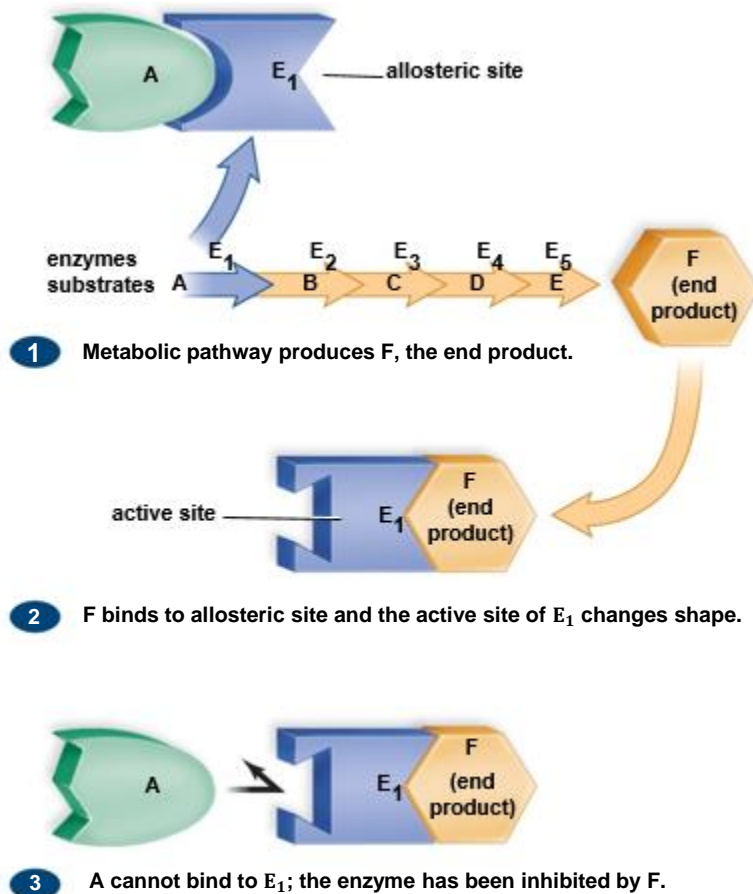 A
E₁
allosteric site
enzymes
E₁ E₂ E₃ E₄ E₅
substrates A B C D E
F
(end
product)
1 Metabolic pathway produces F, the end product.
active site
E₁
F
(end
product)
2 F binds to allosteric site and the active site of E₁ changes shape.
A
E₁
F
(end
product)
3 A cannot bind to E₁; the enzyme has been inhibited by F.